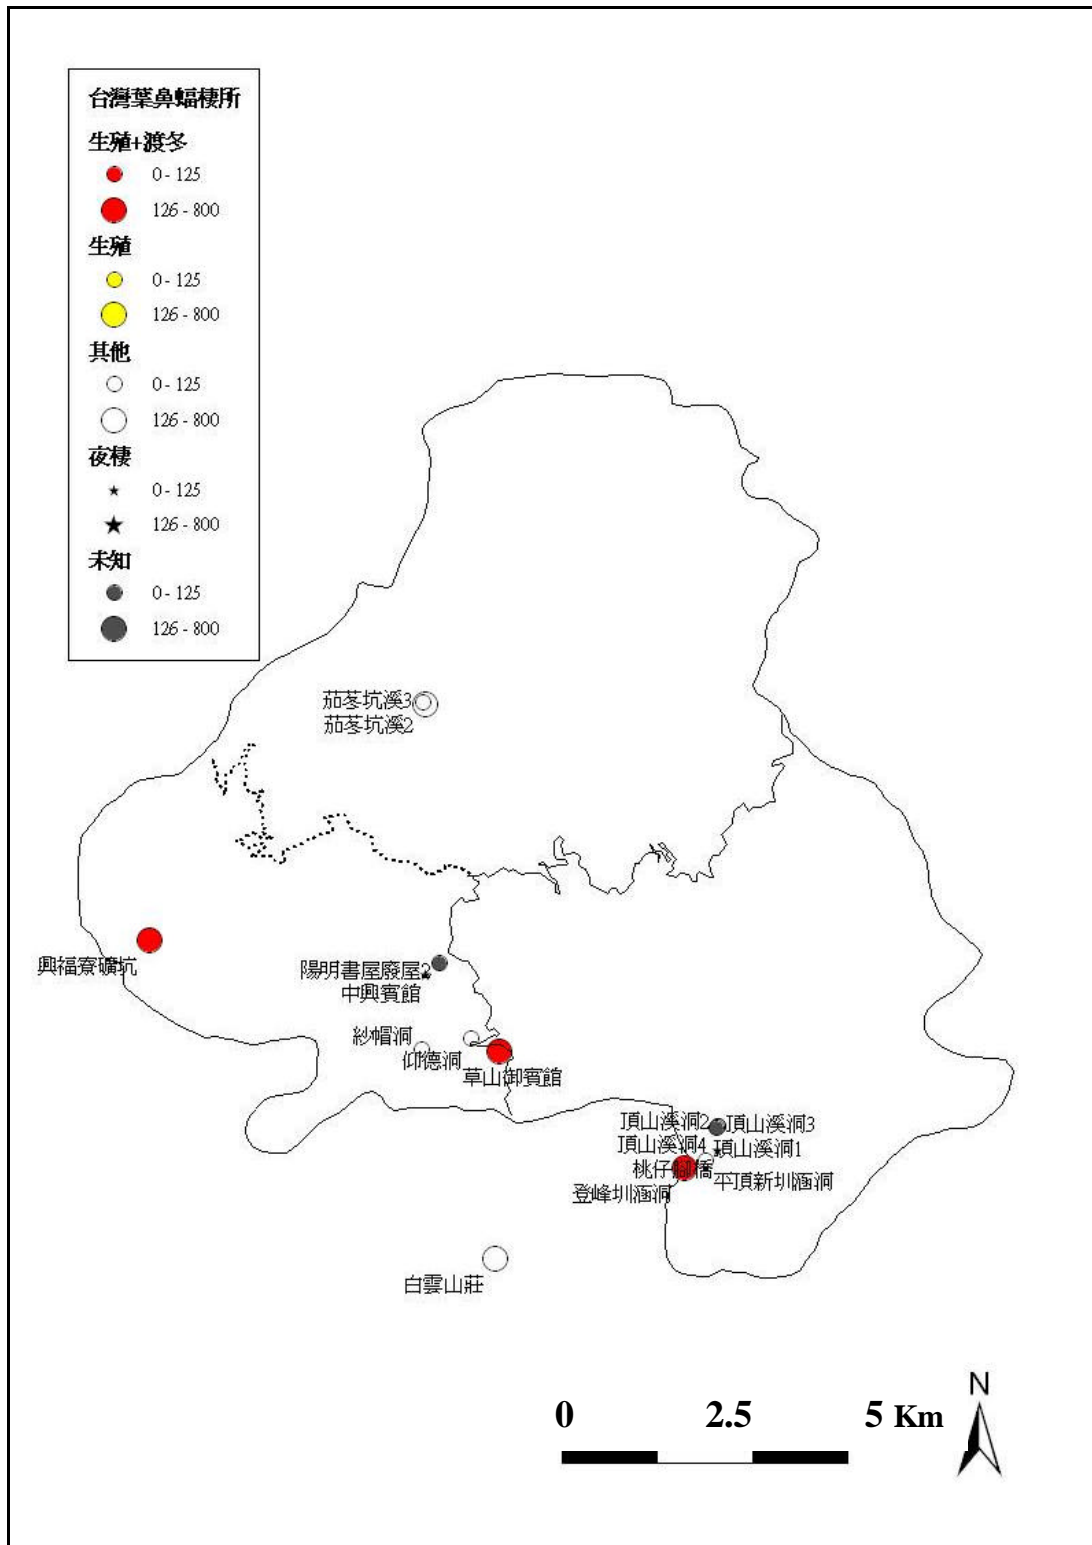 台灣葉鼻蝠棲所
生殖+渡冬
0 - 125
126 - 800
生殖
0 - 125
126 - 800
其他
0 - 125
126 - 800
夜棲
0 - 125
126 - 800
未知
0 - 125
126 - 800
茄苳坑溪3
茄苳坑溪2
興福寮礦坑
陽明書屋廢屋2
中興賓館
紗帽洞
仰德洞
草山御賓館
頂山溪洞2
頂山溪洞3
頂山溪洞4
頂山溪洞1
桃仔腳橋
平頂新圳涵洞
登峰圳涵洞
白雲山莊
N
0 2.5 5 Km